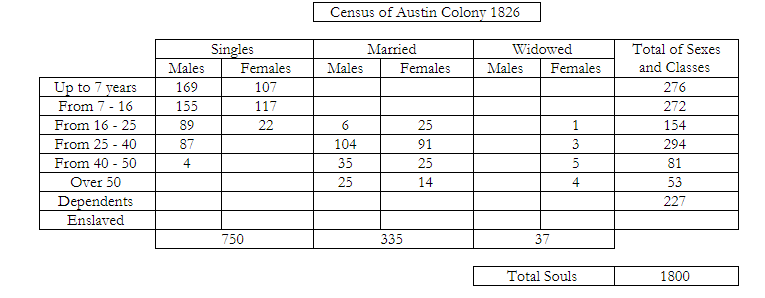 Census of Austin Colony 1826
Singles Married Widowed Total of Sexes
and Classes
Males Females Males Females Males Females
Up to 7 years 169 107 276
From 7 - 16 155 117 272
From 16 - 25 89 22 6 25 1 154
From 25 - 40 87 104 91 3 294
From 40 - 50 4 35 25 5 81
Over 50 25 14 4 53
Dependents 227
Enslaved
750 335 37
Total Souls 1800